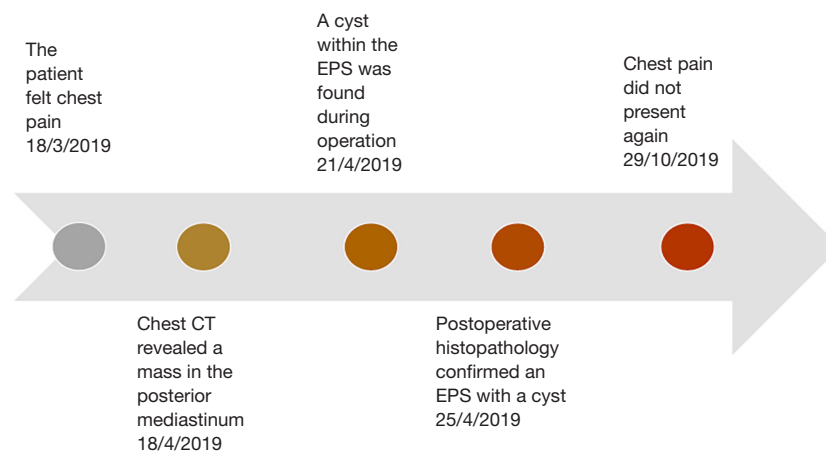 The
patient
felt chest
pain
18/3/2019
Chest CT
revealed a
mass in the
posterior
mediastinum
18/4/2019
A cyst
within the
EPS was
found
during
operation
21/4/2019
Postoperative
histopathology
confirmed an
EPS with a cyst
25/4/2019
Chest pain
did not
present
again
29/10/2019